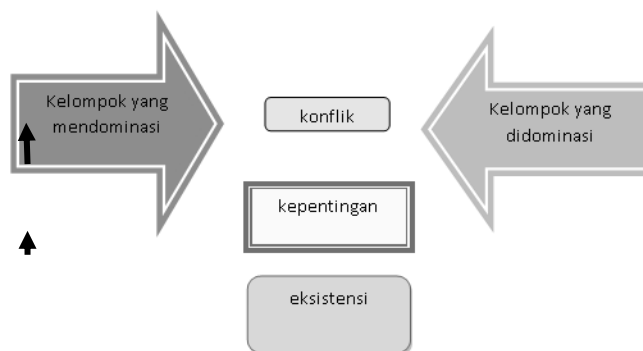 Kelompok yang
mendominasi
konflik
Kelompok yang
didominasi
kepentingan
eksistensi